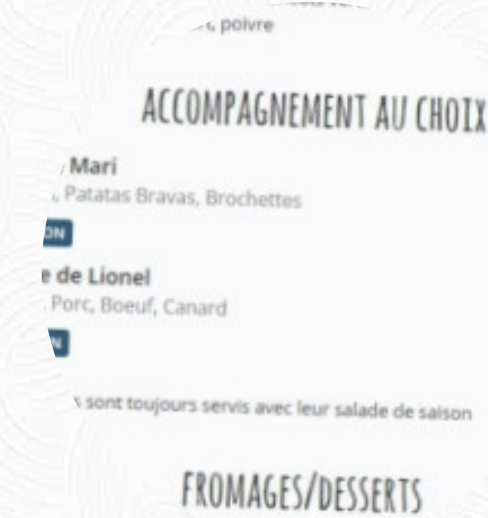 poivre
ACCOMPAGNEMENT AU CHOIX
Mari
Patatas Bravas, Brochettes
ON
de Lionel
Porc, Boeuf, Canard
N
sont toujours servis avec leur salade de saison
FROMAGES/DESSERTS